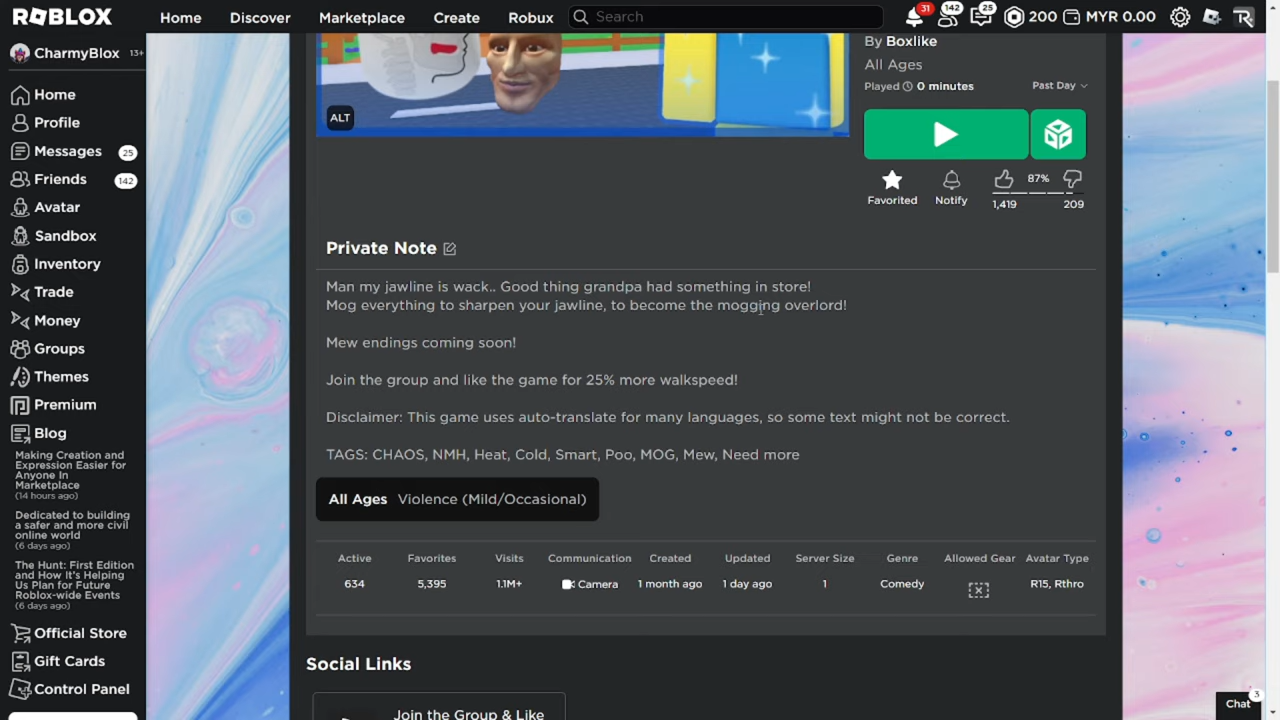 ROBLOX
Home
Discover
Marketplace
Create
Robux
Search
31
142
25
200
MYR 0.00
CharmyBlox
13+
Home
Profile
Messages
25
Friends
142
Avatar
Sandbox
Inventory
Trade
Money
Groups
Themes
Premium
Blog
Making Creation and
Expression Easier for
Anyone In
Marketplace
(14 hours ago)
Dedicated to building
a safer and more civil
online world
(6 days ago)
The Hunt: First Edition
and How It's Helping
Us Plan for Future
Roblox-wide Events
(6 days ago)
Official Store
Gift Cards
Control Panel
ALT
By Boxlike
All Ages
Played 0 minutes
Past Day
Favorited
Notify
87%
1,419
209
Private Note
Man my jawline is wack.. Good thing grandpa had something in store!
Mog everything to sharpen your jawline, to become the mogging overlord!
Mew endings coming soon!
Join the group and like the game for 25% more walkspeed!
Disclaimer: This game uses auto-translate for many languages, so some text might not be correct.
TAGS: CHAOS, NMH, Heat, Cold, Smart, Poo, MOG, Mew, Need more
All Ages Violence (Mild/Occasional)
Active Favorites Visits Communication Created Updated Server Size Genre Allowed Gear Avatar Type
634 5,395 1.1M+ Camera 1 month ago 1 day ago 1 Comedy R15, Rthro
Social Links
Join the Group & Like
Chat
3